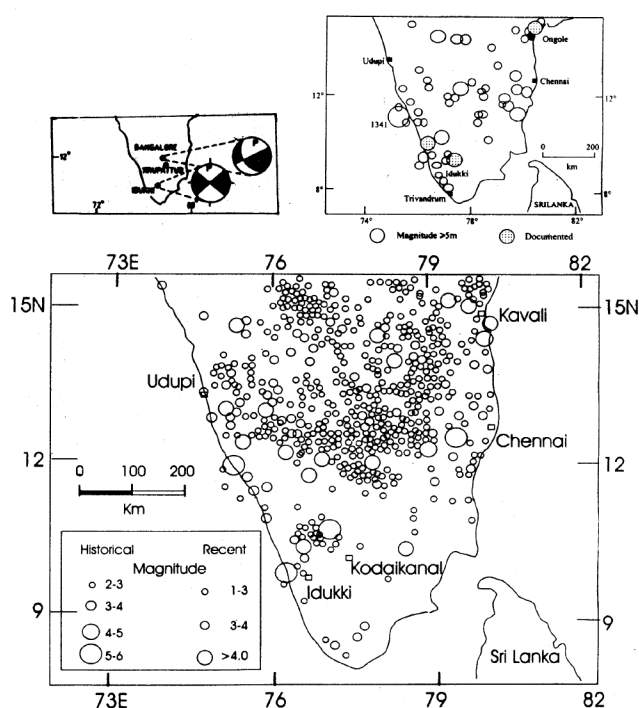 Ongole
Udupi
Chennai
12°
12°
1341
BANGALORE
12°
0 200
km
Idukki
8°
8°
Trivandrum
SRILANKA
72°
74 76 80
Magnitude >5m
Documented
73E 76 79 82
15N
15N
Kavali
Udupi
Chennai
12
12
0 100 200
Km
Historical Recent
Magnitude
2-3 1-3
3-4 3-4
4-5
5-6 >4.0
Kodaikanal
Idukki
9
9
Sri Lanka
73E 76 79 82